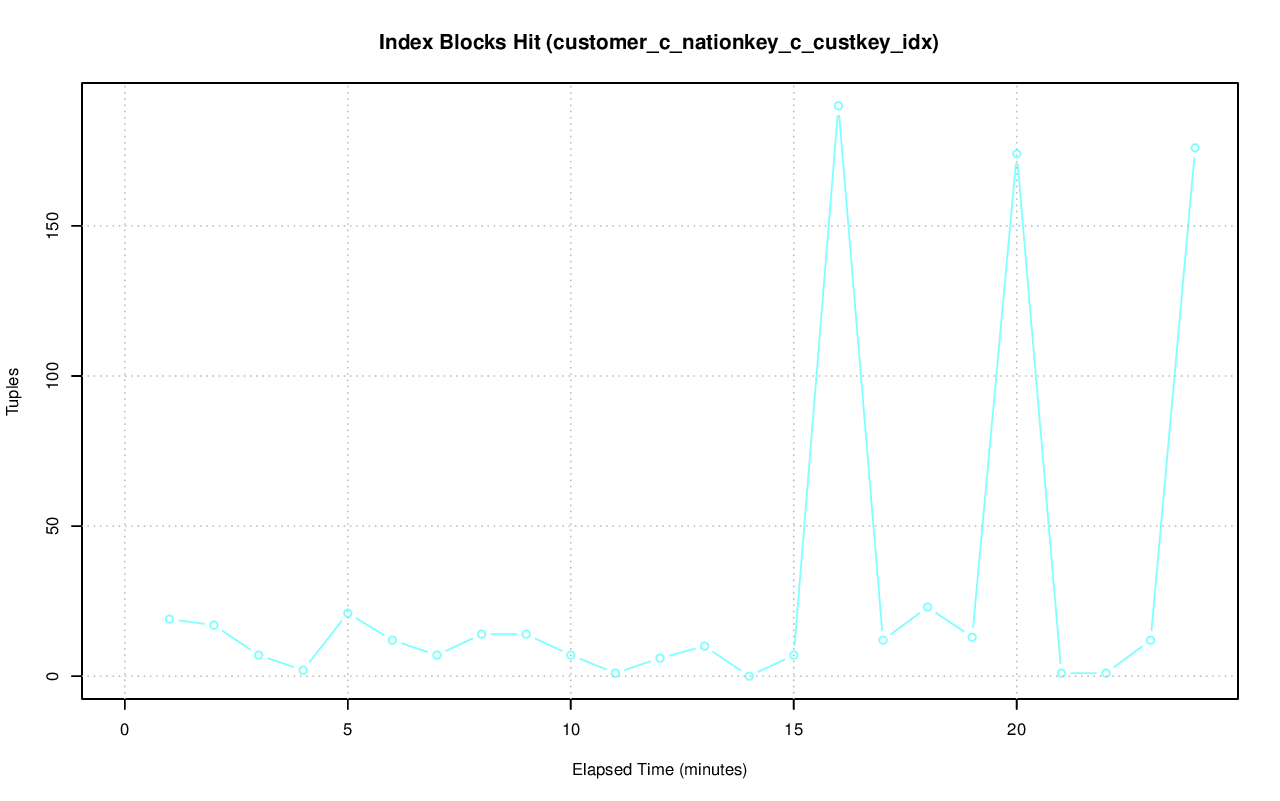 Index Blocks Hit (customer_c_nationkey_c_custkey_idx)
Tuples
150
100
50
0
0 5 10 15 20
Elapsed Time (minutes)